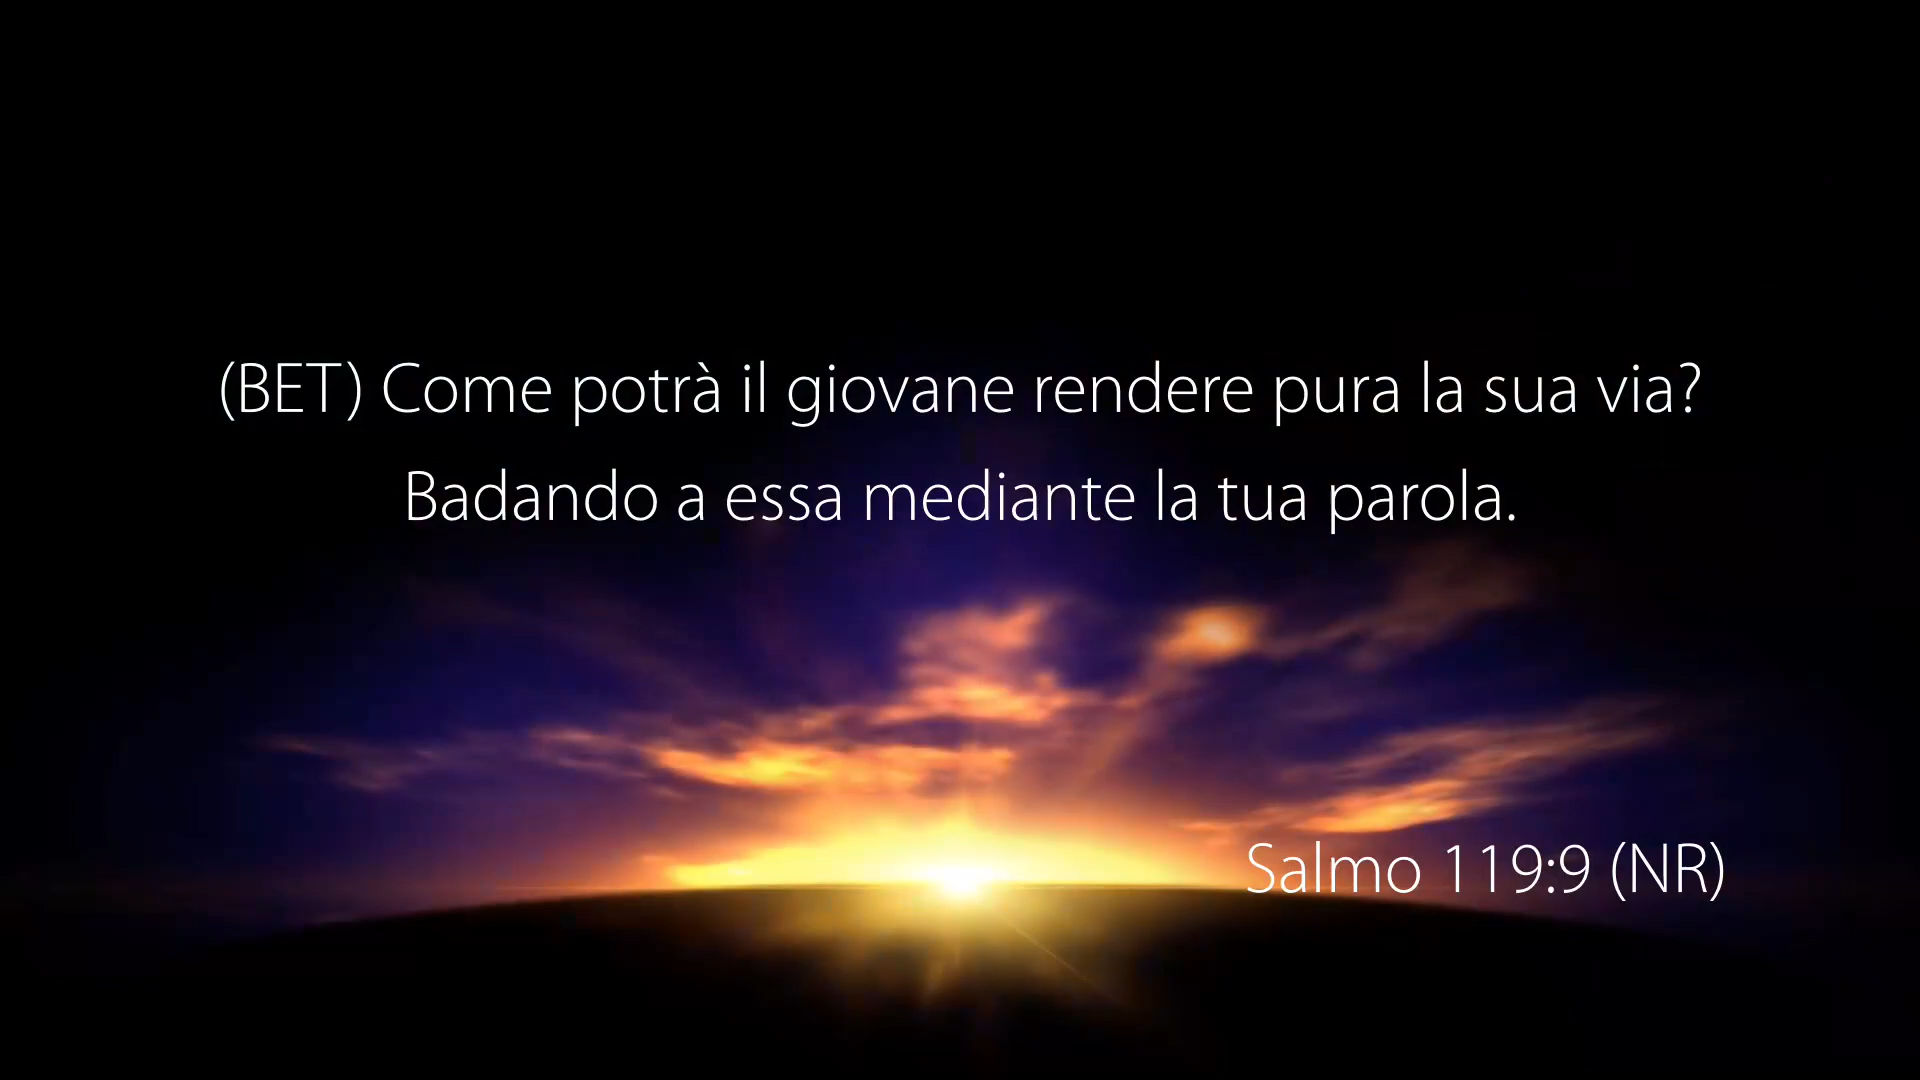 (BET) Come potrà il giovane rendere pura la sua via?
Badando a essa mediante la tua parola.
Salmo 119:9 (NR)